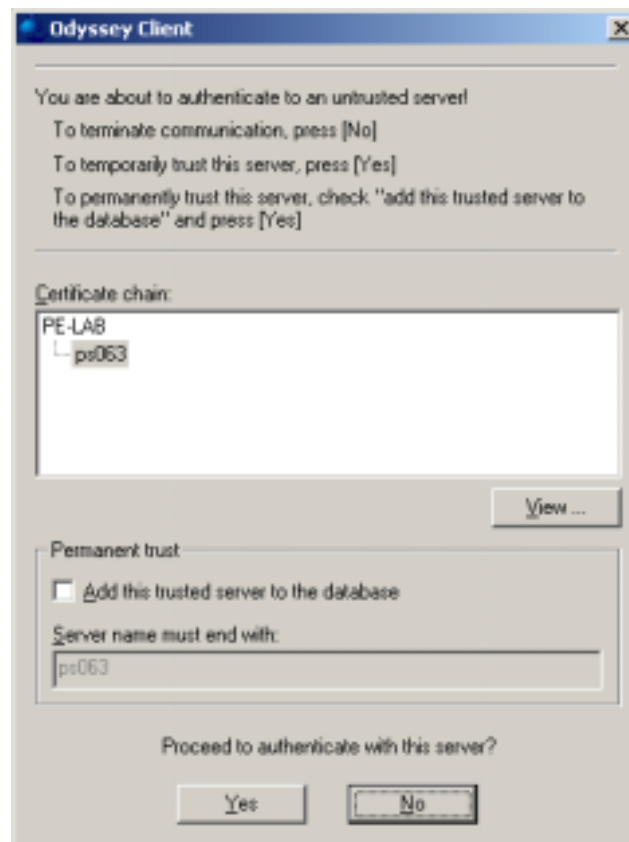 Odyssey Client
You are about to authenticate to an untrusted server!
To terminate communication, press [No]
To temporarily trust this server, press [Yes]
To permanently trust this server, check "add this trusted server to
the database" and press [Yes]
Certificate chain:
PE-LAB
ps063
View ...
Permanent trust
Add this trusted server to the database
Server name must end with:
ps063
Proceed to authenticate with this server?
Yes
No